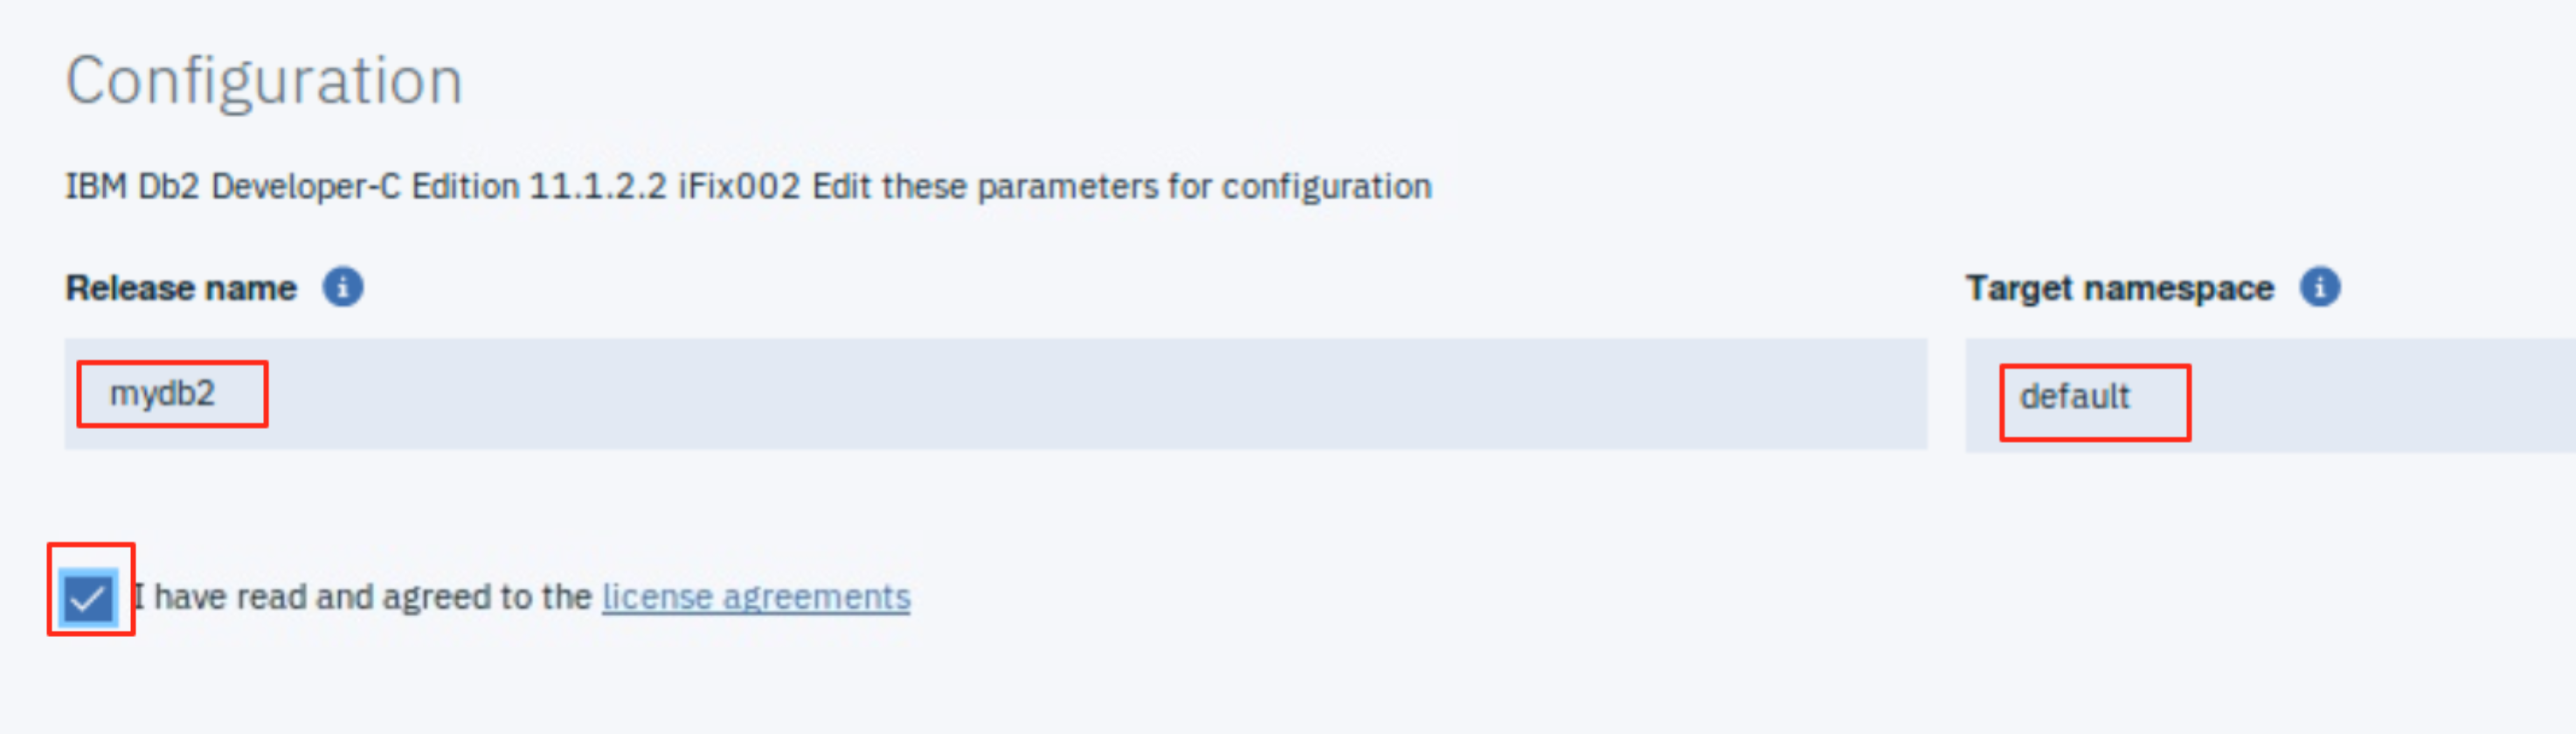 Configuration
IBM Db2 Developer-C Edition 11.1.2.2 iFix002 Edit these parameters for configuration
Release name i
Target namespace i
mydb2
default
I have read and agreed to the license agreements